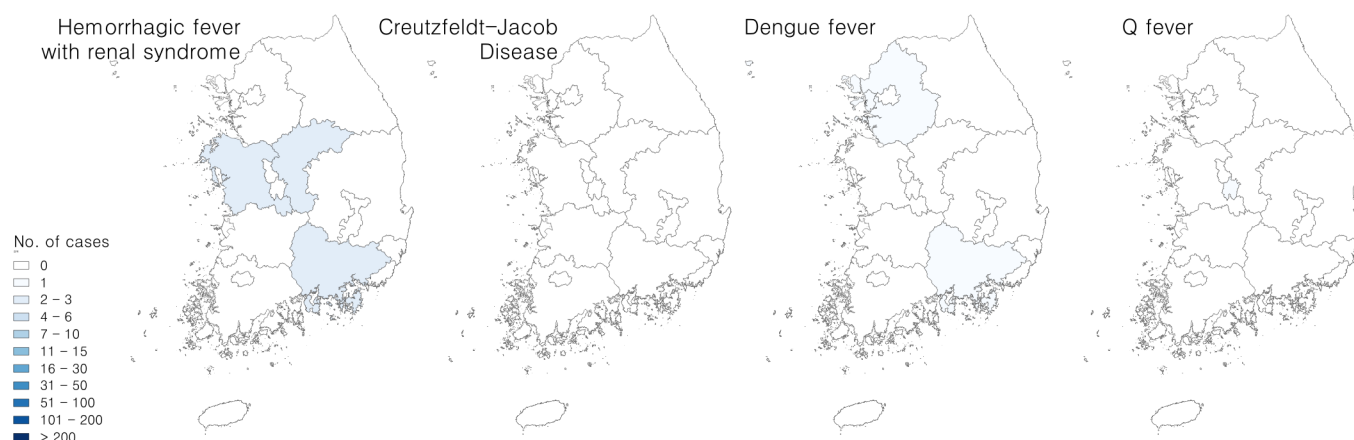 Hemorrhagic fever
with renal syndrome
Creutzfeldt-Jacob
Disease
Dengue fever
Q fever
No. of cases
0
1
2 - 3
4 - 6
7 - 10
11 - 15
16 - 30
31 - 50
51 - 100
101 - 200
> 200